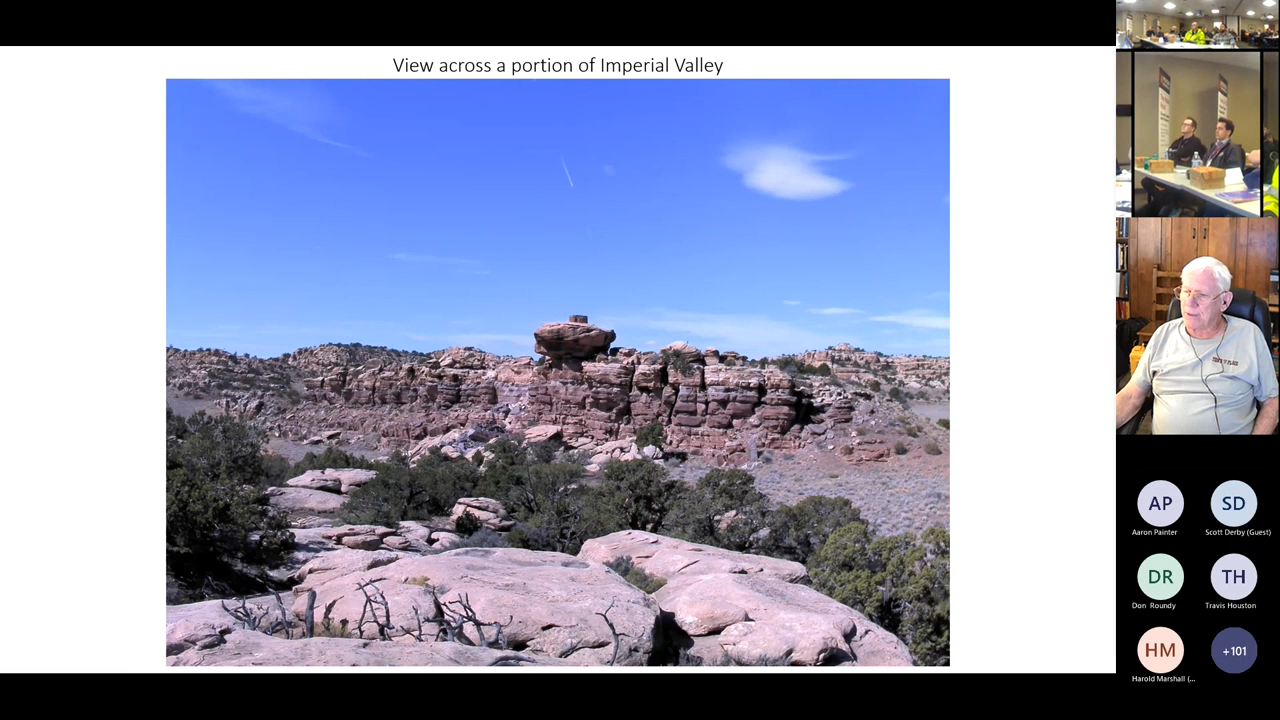 View across a portion of Imperial Valley
AP
Aaron Painter
SD
Scott Derby (Guest)
DR
Don Roundy
TH
Travis Houston
HM
Harold Marshall (...
+101